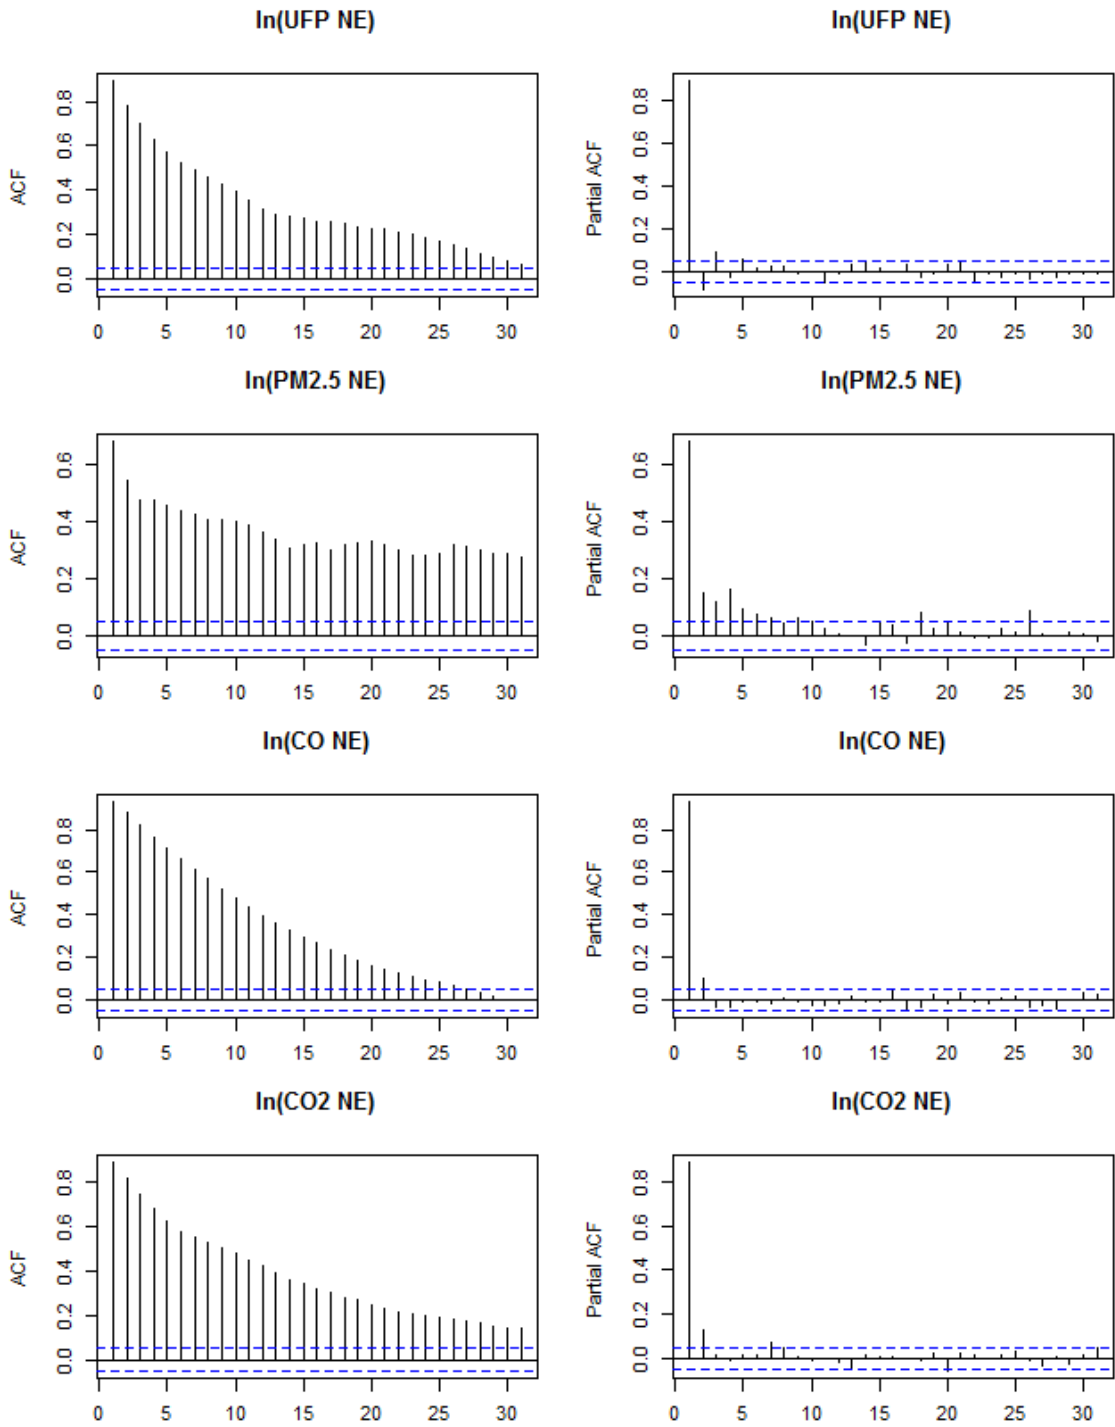 ln(UFP NE) ln(UFP NE)
ACF 0.0 0.2 0.4 0.6 0.8 Partial ACF 0.0 0.2 0.4 0.6 0.8
0 5 10 15 20 25 30 0 5 10 15 20 25 30
ln(PM2.5 NE) ln(PM2.5 NE)
ACF 0.0 0.2 0.4 0.6 Partial ACF 0.0 0.2 0.4 0.6
0 5 10 15 20 25 30 0 5 10 15 20 25 30
ln(CO NE) ln(CO NE)
ACF 0.0 0.2 0.4 0.6 0.8 Partial ACF 0.0 0.2 0.4 0.6 0.8
0 5 10 15 20 25 30 0 5 10 15 20 25 30
ln(CO2 NE) ln(CO2 NE)
ACF 0.0 0.2 0.4 0.6 0.8 Partial ACF 0.0 0.2 0.4 0.6 0.8
0 5 10 15 20 25 30 0 5 10 15 20 25 30